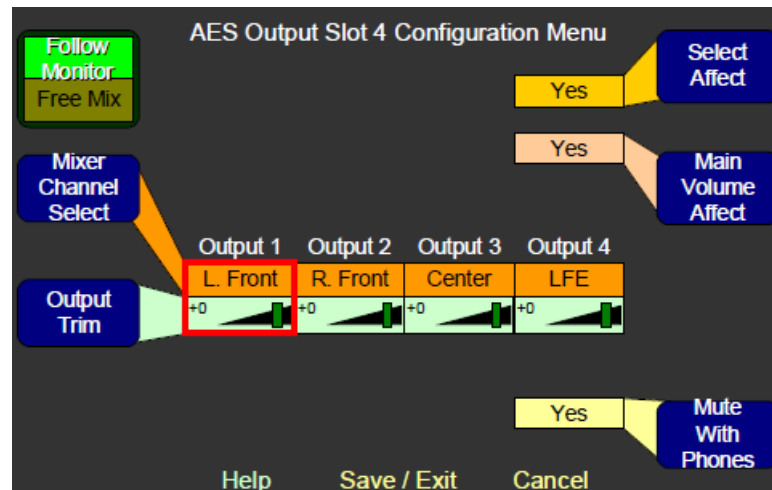 AES Output Slot 4 Configuration Menu
Follow
Monitor
Free Mix
Select
Affect
Yes
Yes
Main
Volume
Affect
Mixer
Channel
Select
Output 1 Output 2 Output 3 Output 4
L. Front R. Front Center LFE
Output
Trim
+0 +0 +0 +0
Yes
Mute
With
Phones
Help Save / Exit Cancel